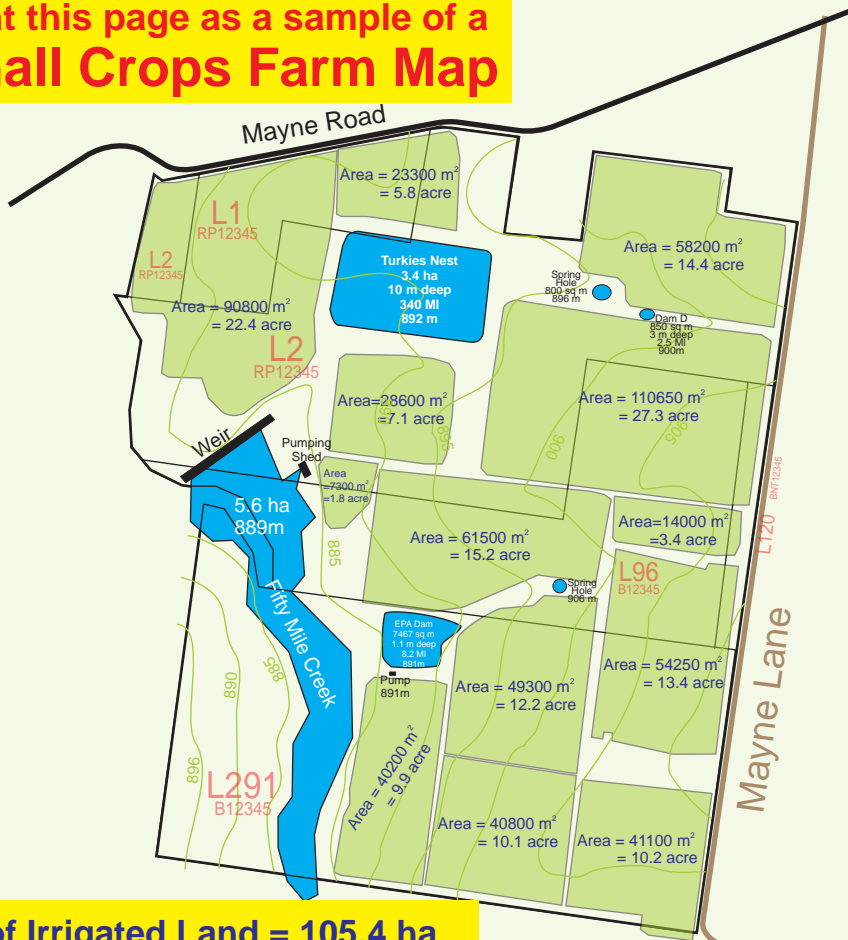 t this page as a sample of a
all Crops Farm Map
Mayne Road
Area = 23300 m²
= 5.8 acre
L1
RP12345
L2
RP12345
Area = 58200 m²
= 14.4 acre
Turkies Nest
3.4 ha
10 m deep
340 Ml
892 m
Spring
Hole
800 sq m
896 m
Dam D
850 sq m
3 m deep
2.5 Ml
900m
Area = 90800 m²
= 22.4 acre
L2
RP12345
Area=28600 m²
=7.1 acre
895
Area = 110650 m²
= 27.3 acre
900
905
Weir
Pumping
Shed
Area
=7300 m²
=1.8 acre
5.6 ha
889m
BNT12345
L120
Area=14000 m²
=3.4 acre
Area = 61500 m²
= 15.2 acre
885
L96
B12345
Spring
Hole
906 m
Fifty Mile Creek
EPA Dam
7467 sq m
1.1 m deep
8.2 Ml
891m
Pump
891m
Area = 54250 m²
= 13.4 acre
Area = 49300 m²
= 12.2 acre
885
890
896
L291
B12345
Area = 40200 m²
= 9.9 acre
Area = 40800 m²
= 10.1 acre
Area = 41100 m²
= 10.2 acre
Mayne Lane
of Irrigated Land = 105.4 ha